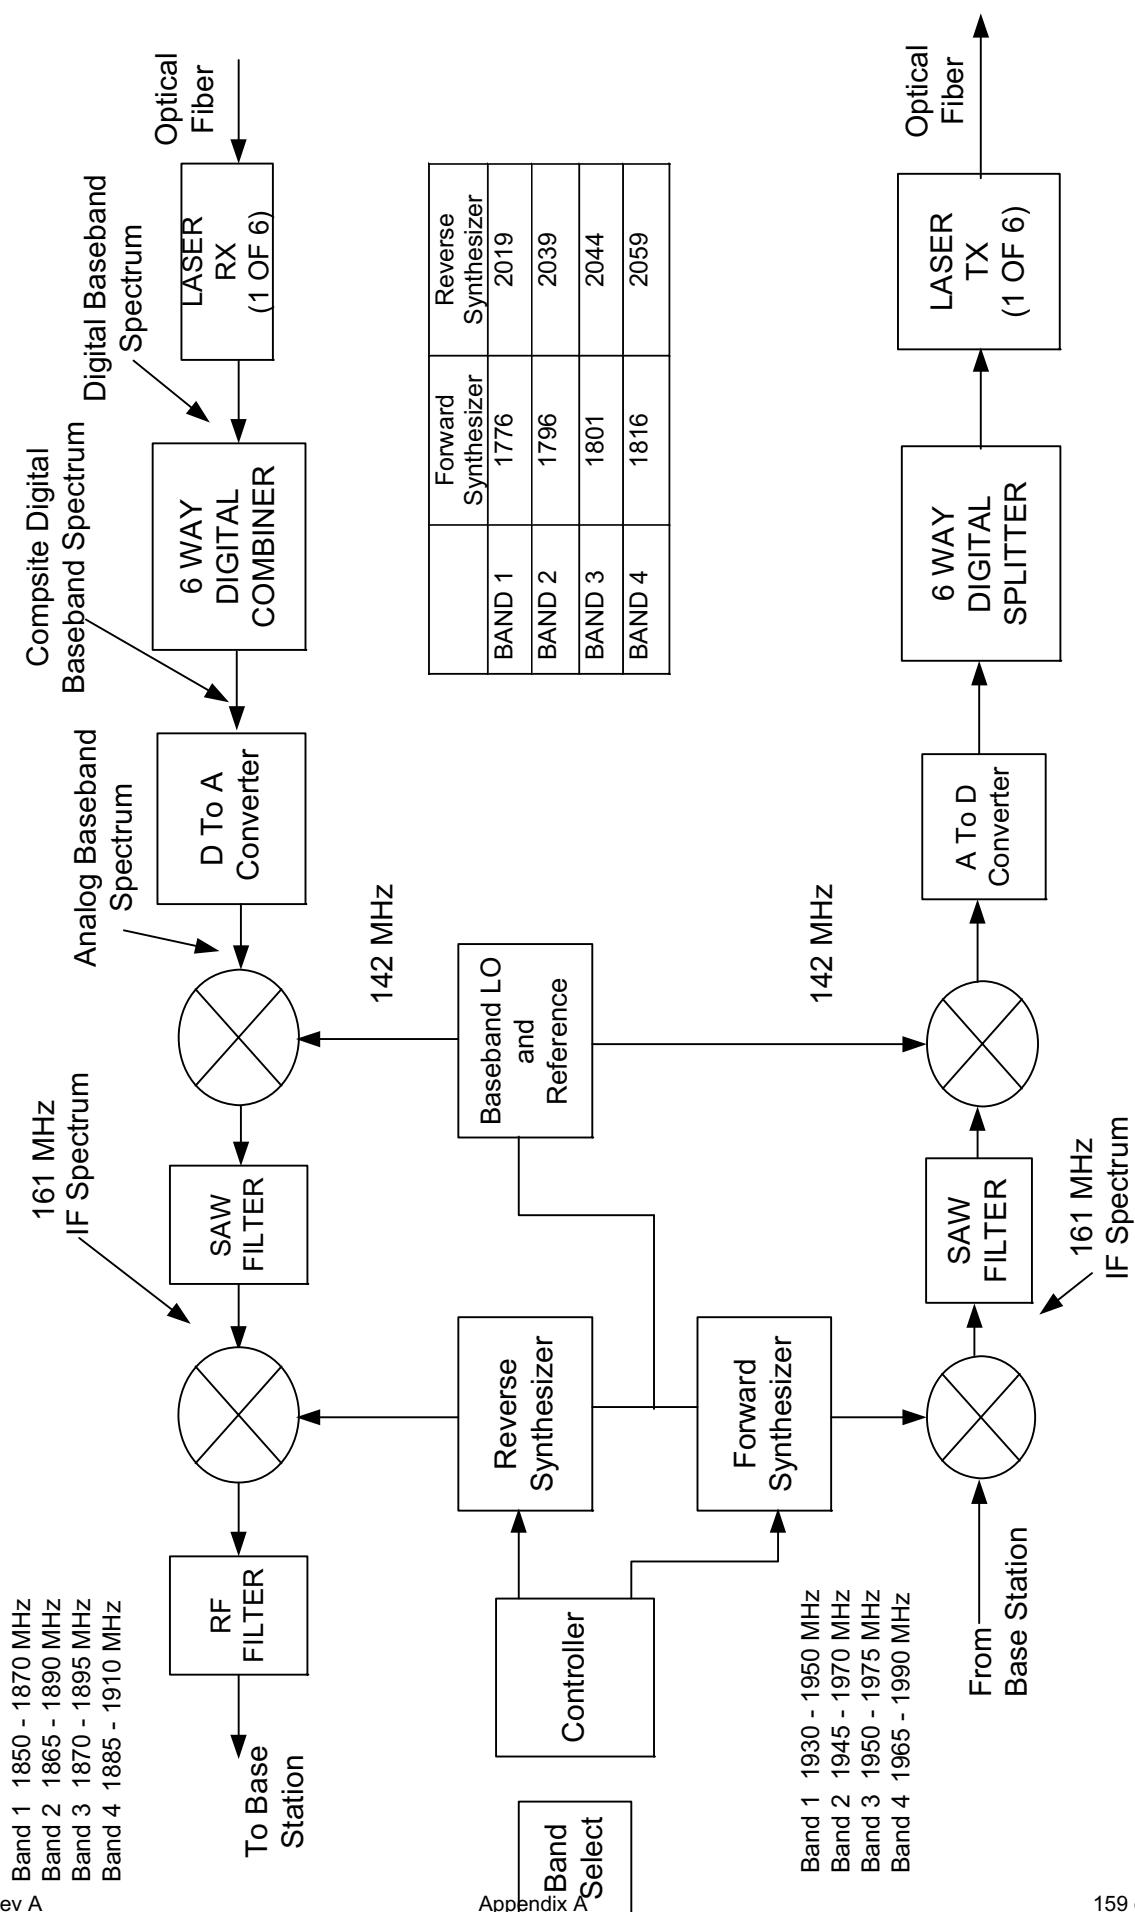 Band 1 1850 - 1870 MHz
Band 2 1865 - 1890 MHz
Band 3 1870 - 1895 MHz
Band 4 1885 - 1910 MHz
To Base
Station
RF
FILTER
161 MHz
IF Spectrum
SAW
FILTER
Analog Baseband
Spectrum
D To A
Converter
Compsite Digital
Baseband Spectrum
6 WAY
DIGITAL
COMBINER
Digital Baseband
Spectrum
LASER
RX
(1 OF 6)
Optical
Fiber
142 MHz
Band
Select
Controller
Reverse
Synthesizer
Forward
Synthesizer
Baseband LO
and
Reference
Forward
Synthesizer
Reverse
Synthesizer
BAND 1 1776 2019
BAND 2 1796 2039
BAND 3 1801 2044
BAND 4 1816 2059
142 MHz
Band 1 1930 - 1950 MHz
Band 2 1945 - 1970 MHz
Band 3 1950 - 1975 MHz
Band 4 1965 - 1990 MHz
From
Base Station
SAW
FILTER
161 MHz
IF Spectrum
A To D
Converter
6 WAY
DIGITAL
SPLITTER
LASER
TX
(1 OF 6)
Optical
Fiber
ev A
Appendix A
159